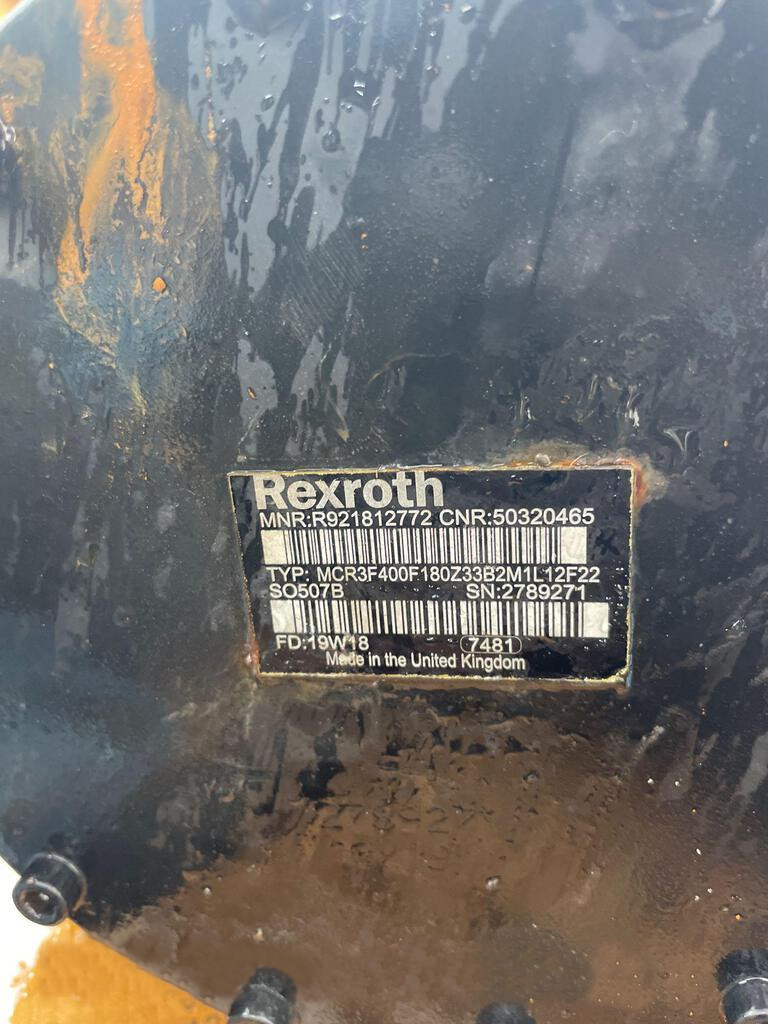 Rexroth
MNR:R921812772 CNR:50320465
TYP: MCR3F400F180Z33B2M1L12F22
SO507B SN:2789271
FD:19W18 7481
Made in the United Kingdom